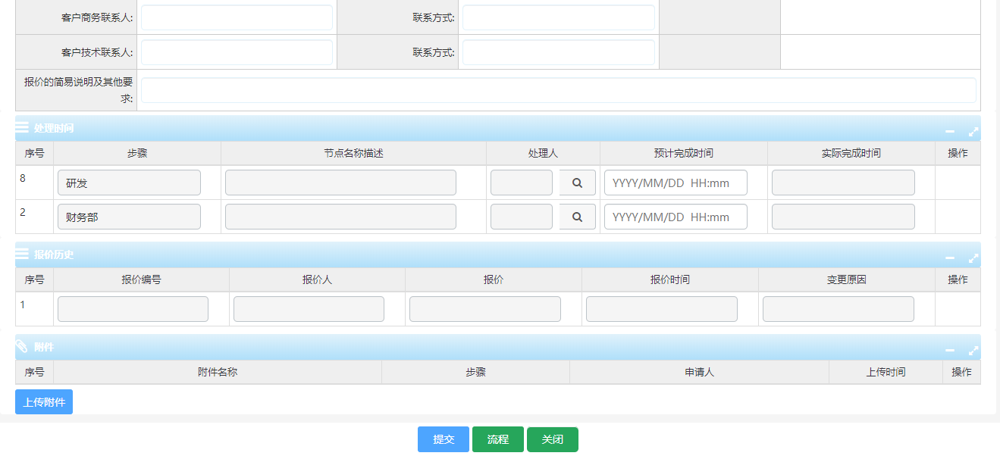 客户商务联系人: 联系方式:
客户技术联系人: 联系方式:
报价的简易说明及其他要
求:
处理时间
序号 步骤 节点名称描述 处理人 预计完成时间 实际完成时间 操作
8 研发 YYYY/MM/DD HH:mm
2 财务部 YYYY/MM/DD HH:mm
报价历史
序号 报价编号 报价人 报价 报价时间 变更原因 操作
1
附件
序号 附件名称 步骤 申请人 上传时间 操作
上传附件
提交 流程 关闭